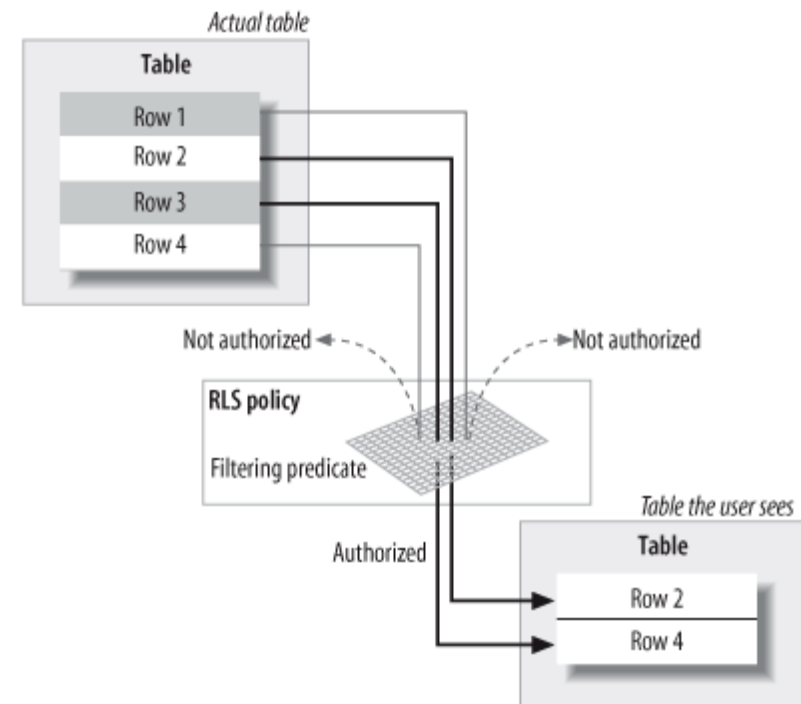 Actual table
Table
Row 1
Row 2
Row 3
Row 4
Not authorized
Not authorized
RLS policy
Filtering predicate
Authorized
Table the user sees
Table
Row 2
Row 4